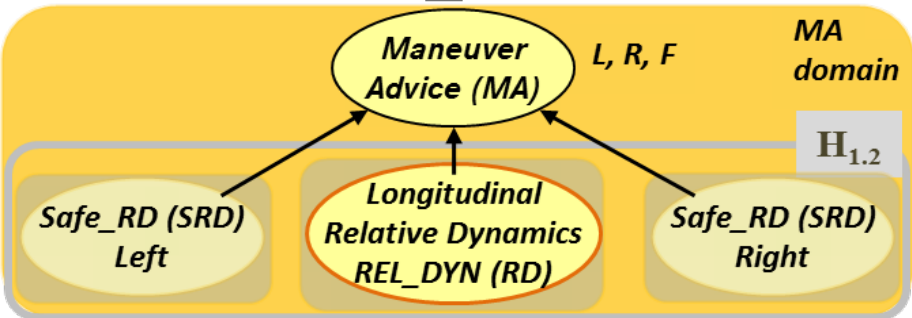 Maneuver
Advice (MA)
L, R, F
MA
domain
H1.2
Safe_RD (SRD)
Left
Longitudinal
Relative Dynamics
REL_DYN (RD)
Safe_RD (SRD)
Right